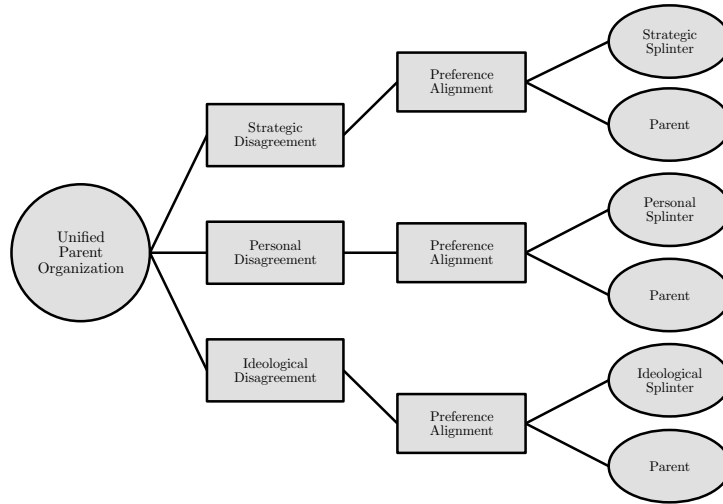 Unified
Parent
Organization
Strategic
Disagreement
Preference
Alignment
Strategic
Splinter
Parent
Personal
Disagreement
Preference
Alignment
Personal
Splinter
Parent
Ideological
Disagreement
Preference
Alignment
Ideological
Splinter
Parent